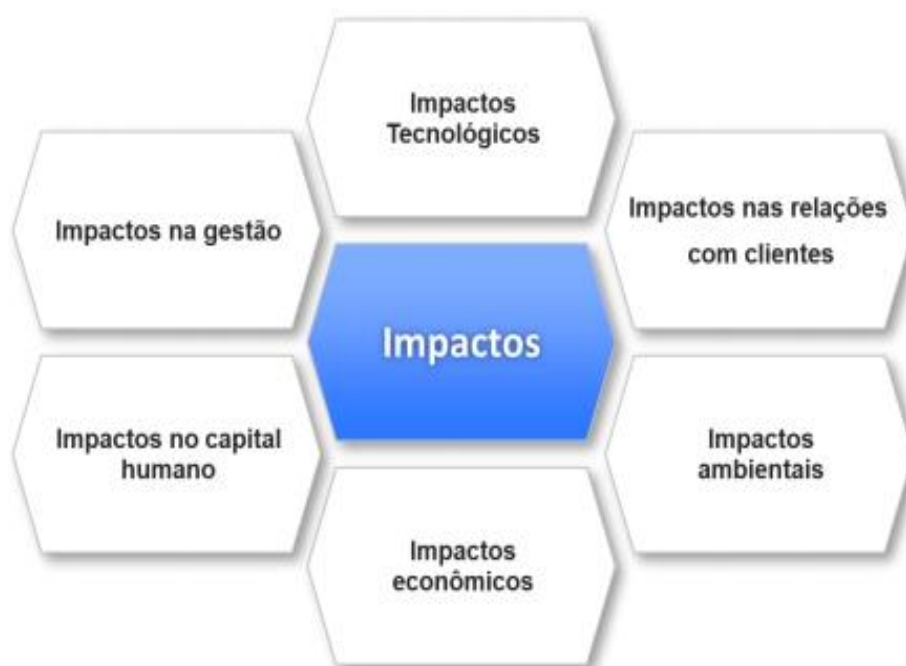 Impactos
Tecnológicos
Impactos na gestão
Impactos nas relações
com clientes
Impactos
Impactos no capital
humano
Impactos
ambientais
Impactos
econômicos